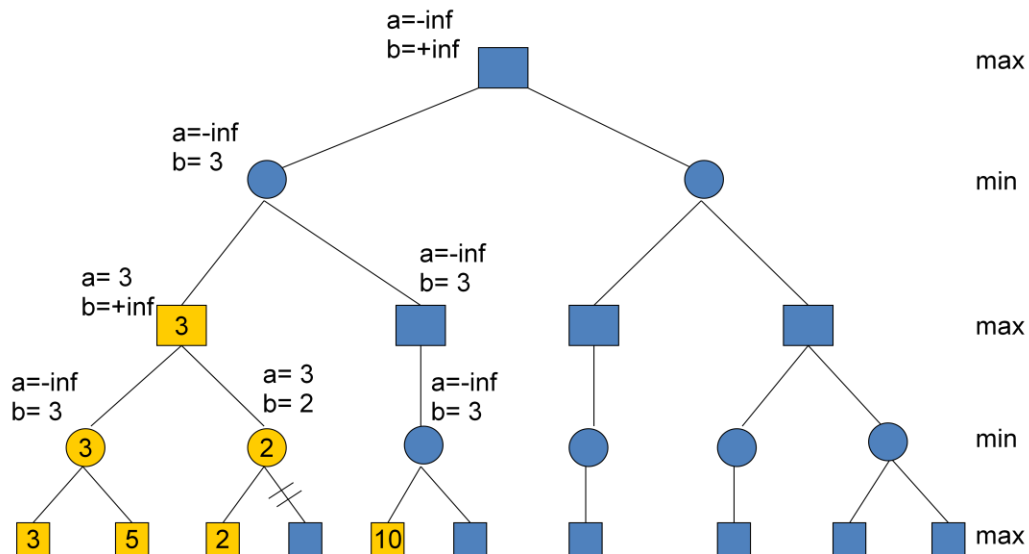 a=-inf
b=+inf
max
a=-inf
b= 3
min
a= 3
b=+inf
a=-inf
b= 3
3
max
a=-inf
b= 3
a= 3
b= 2
a=-inf
b= 3
3
2
min
3
5
2
10
max